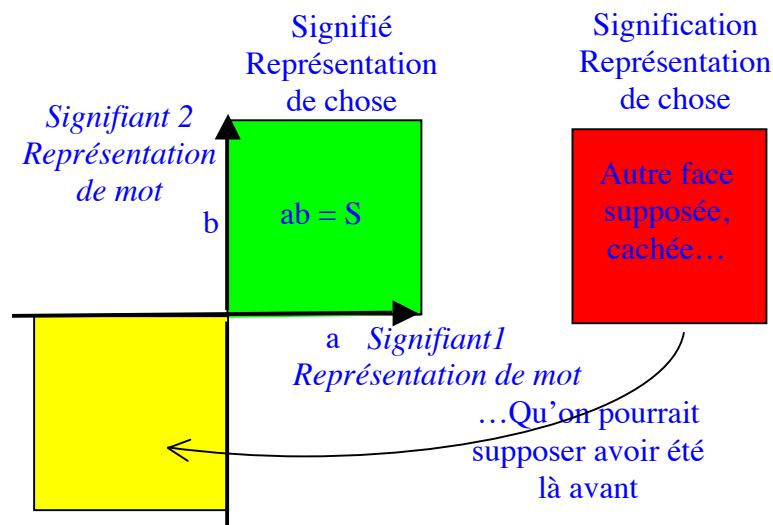 Signifié
Représentation
de chose
Signification
Représentation
de chose
Signifiant 2
Représentation
de mot
b
ab = S
Autre face
supposée,
cachée…
a Signifiant1
Représentation de mot
…Qu’on pourrait
supposer avoir été
là avant